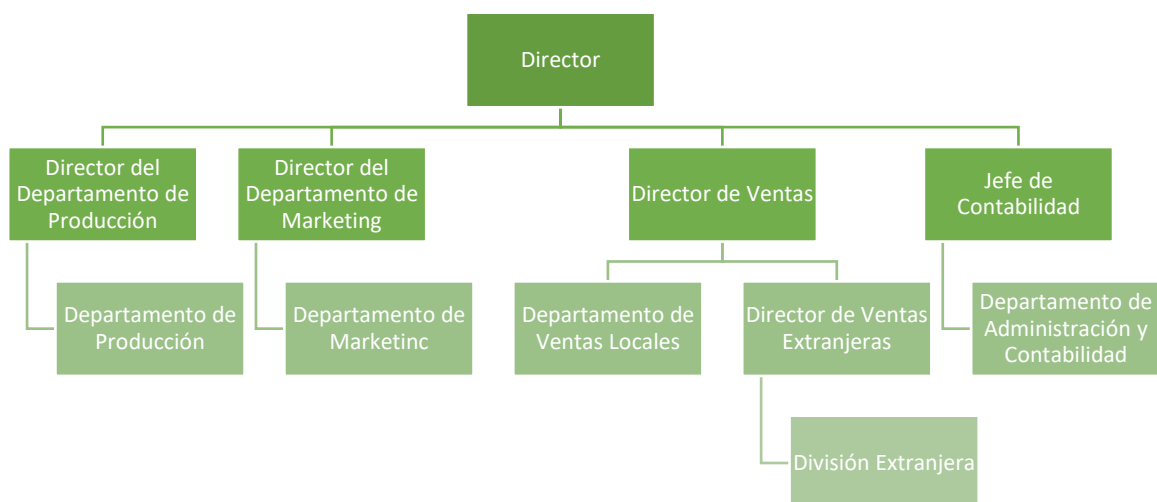 Director
Director del
Departamento de
Producción
Director del
Departamento de
Marketing
Director de Ventas
Jefe de
Contabilidad
Departamento de
Producción
Departamento de
Marketinc
Departamento de
Ventas Locales
Director de Ventas
Extranjeras
Departamento de
Administración y
Contabilidad
División Extranjera